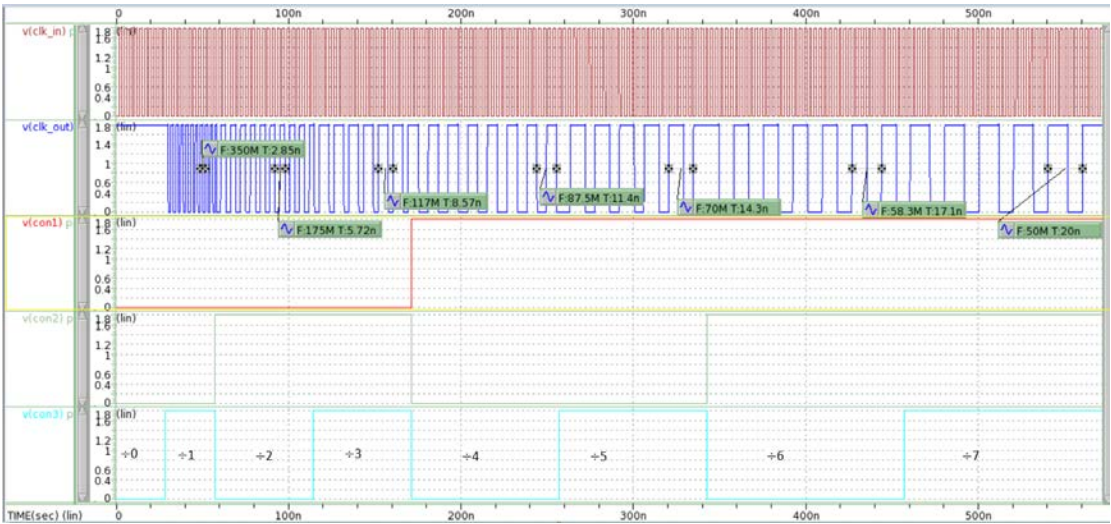 0 100n 200n 300n 400n 500n
v(clk_in) p
1.8 (lin)
1.6
1.2
1
0.6
0.4
0
v(clk_out)
1.8 (lin)
1.6
1.2
1
0.6
0.4
0
F:350M T:2.85n
F:117M T:8.57n
F:87.5M T:11.4n
F:70M T:14.3n
F:58.3M T:17.1n
F:175M T:5.72n
F:50M T:20n
v(con1) p
1.8 (lin)
1.6
1.2
1
0.6
0.4
0
v(con2) p
1.8 (lin)
1.6
1.2
1
0.6
0.4
0
v(con3) p
1.8 (lin)
1.6
1.2
1
0.6
0.4
0
÷0 ÷1 ÷2 ÷3 ÷4 ÷5 ÷6 ÷7
TIME(sec) (lin) 0 100n 200n 300n 400n 500n